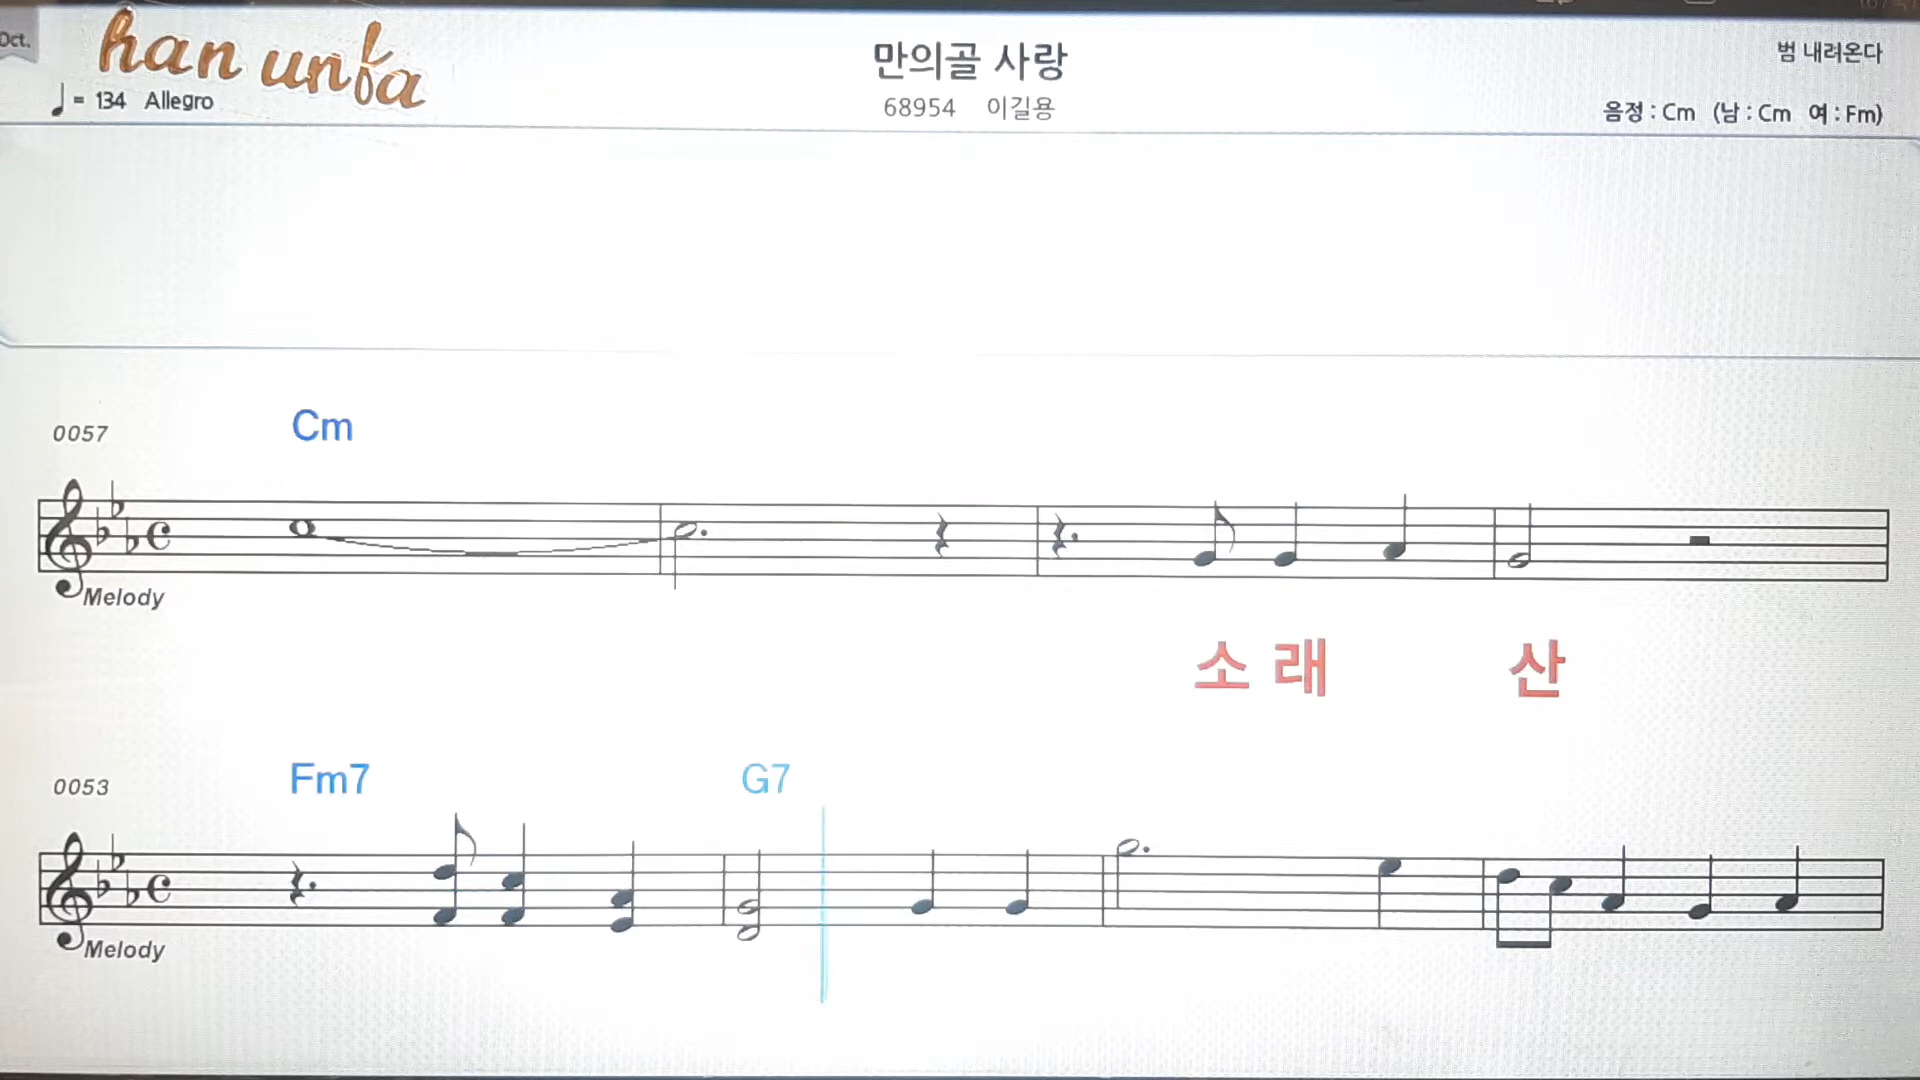 Oct.
han unfa
♩ = 134 Allegro
만의골 사랑
68954 이길용
범 내려온다
음정 : Cm (남 : Cm 여 : Fm)
0057 Cm
Melody
소 래 산
0053 Fm7 G7
Melody